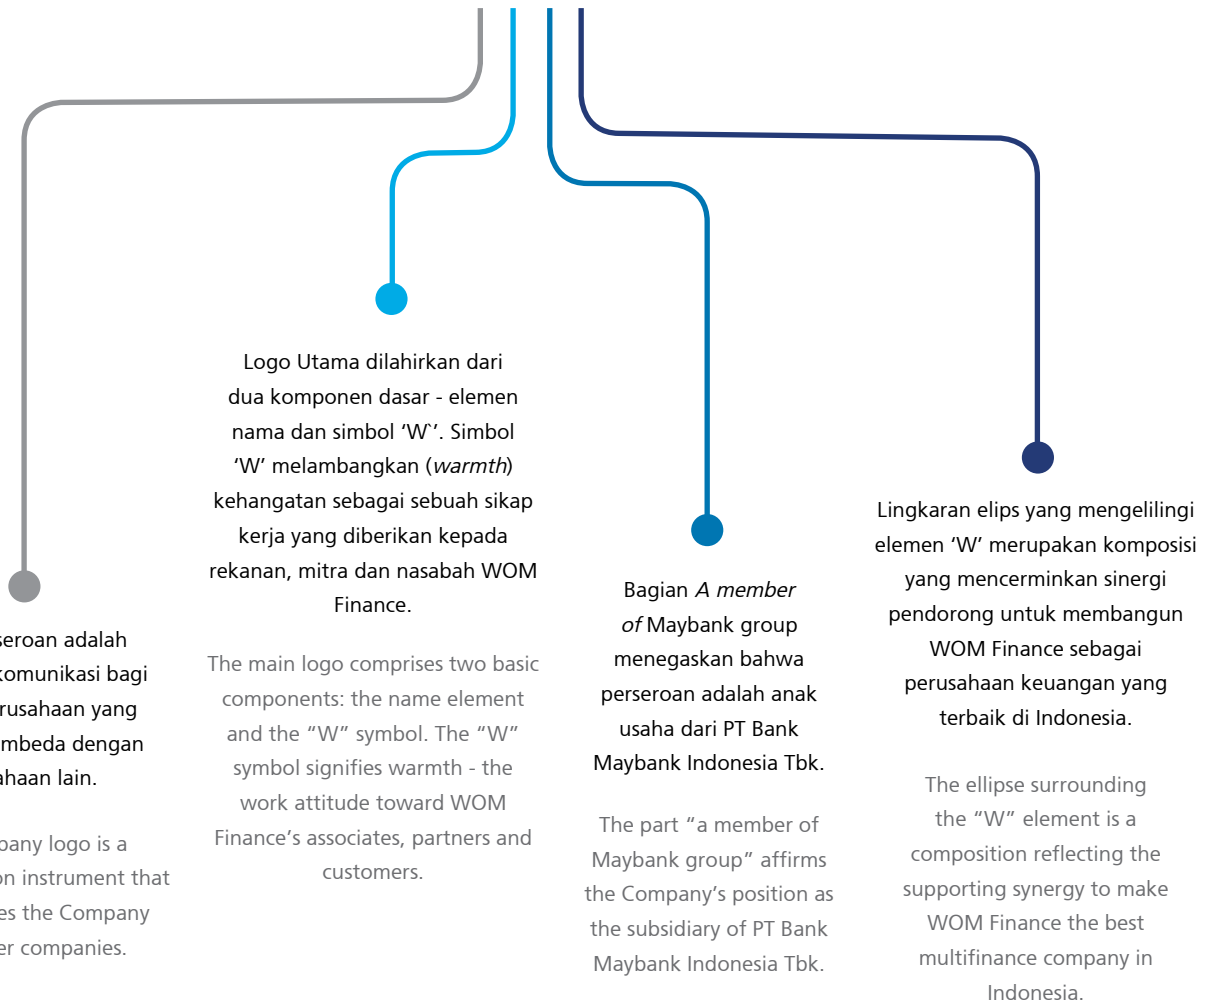 seroan adalah
komunikasi bagi
rusahaan yang
mbeda dengan
ahaan lain.
pany logo is a
on instrument that
es the Company
er companies.
Logo Utama dilahirkan dari
dua komponen dasar - elemen
nama dan simbol ‘W`’. Simbol
‘W’ melambangkan (warmth)
kehangatan sebagai sebuah sikap
kerja yang diberikan kepada
rekanan, mitra dan nasabah WOM
Finance.
The main logo comprises two basic
components: the name element
and the “W” symbol. The “W”
symbol signifies warmth - the
work attitude toward WOM
Finance’s associates, partners and
customers.
Bagian A member
of Maybank group
menegaskan bahwa
perseroan adalah anak
usaha dari PT Bank
Maybank Indonesia Tbk.
The part “a member of
Maybank group” affirms
the Company’s position as
the subsidiary of PT Bank
Maybank Indonesia Tbk.
Lingkaran elips yang mengelilingi
elemen ‘W’ merupakan komposisi
yang mencerminkan sinergi
pendorong untuk membangun
WOM Finance sebagai
perusahaan keuangan yang
terbaik di Indonesia.
The ellipse surrounding
the “W” element is a
composition reflecting the
supporting synergy to make
WOM Finance the best
multifinance company in
Indonesia.